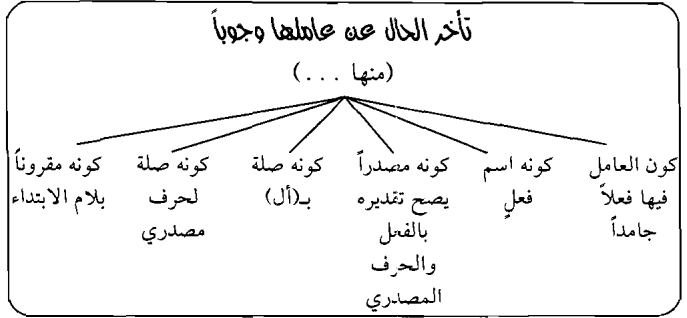 تأخر الحال عن عاملها وجوباً
(منها . . .)
كون العامل
فيها فعلاً
جامداً
كونه اسم
فعلٍ
كونه مصدراً
يصح تقديره
بالفعل
والحرف
المصدري
كونه صلة
بـ(أل)
كونه صلة
لحرف
مصدري
كونه مقروناً
بلام الابتداء